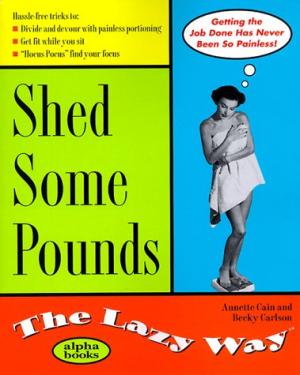 Hassle-free tricks to:
■ Divide and devour with painless portioning
■ Get fit while you sit
■ "Hocus Pocus" find your focus
Getting the
Job Done Has Never
Been So Painless!
Shed
Some
Pounds
Annette Cain and
Becky Carlson
The Lazy Way™
alpha
books